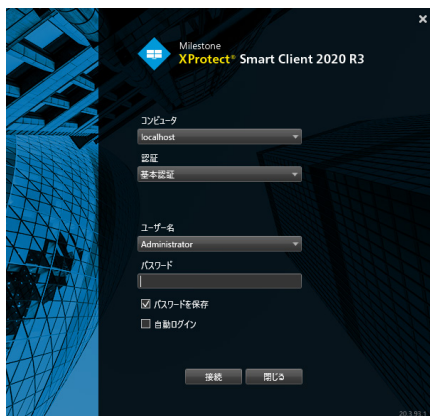 Milestone
XProtect® Smart Client 2020 R3
コンピュータ
localhost
認証
基本認証
ユーザー名
Administrator
パスワード
パスワードを保存
自動ログイン
接続 閉じる
20.3.93.1